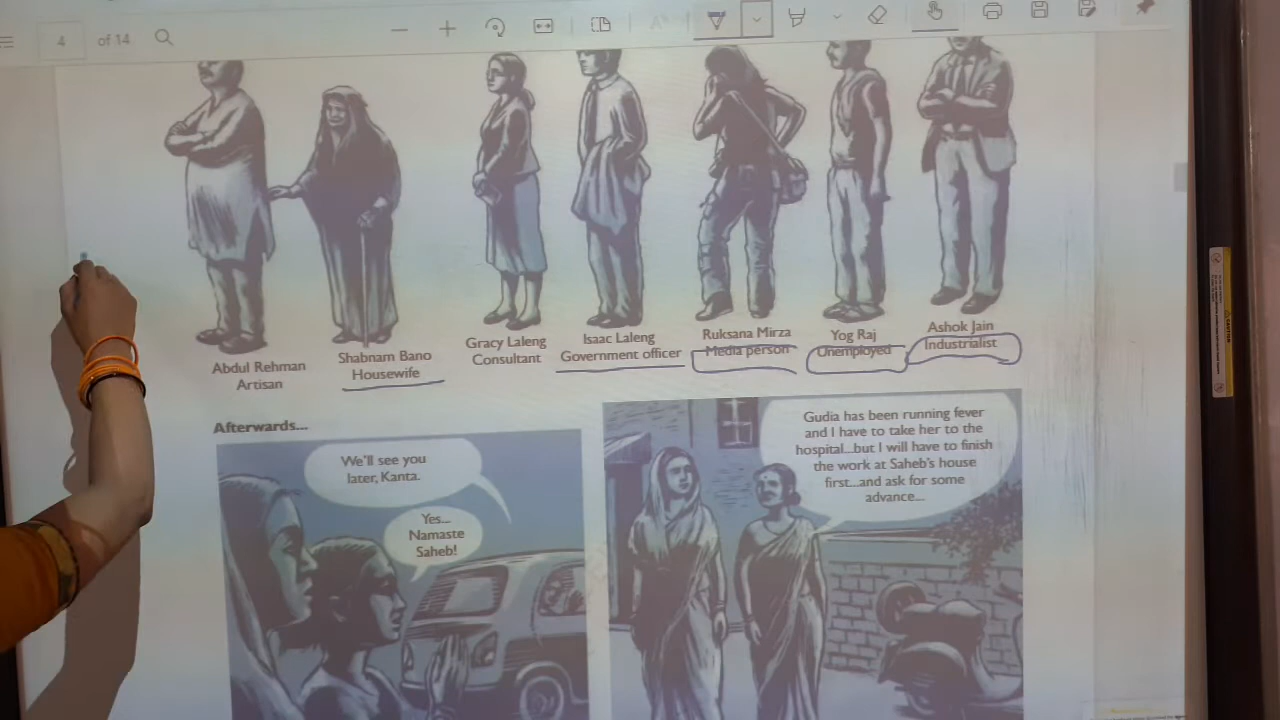 4 of 14
Abdul Rehman
Artisan
Shabnam Bano
Housewife
Gracy Laleng
Consultant
Isaac Laleng
Government officer
Ruksana Mirza
Media person
Yog Raj
Unemployed
Ashok Jain
Industrialist
Afterwards...
We'll see you
later, Kanta.
Yes...
Namaste
Saheb!
Gudia has been running fever
and I have to take her to the
hospital...but I will have to finish
the work at Saheb's house
first...and ask for some
advance...